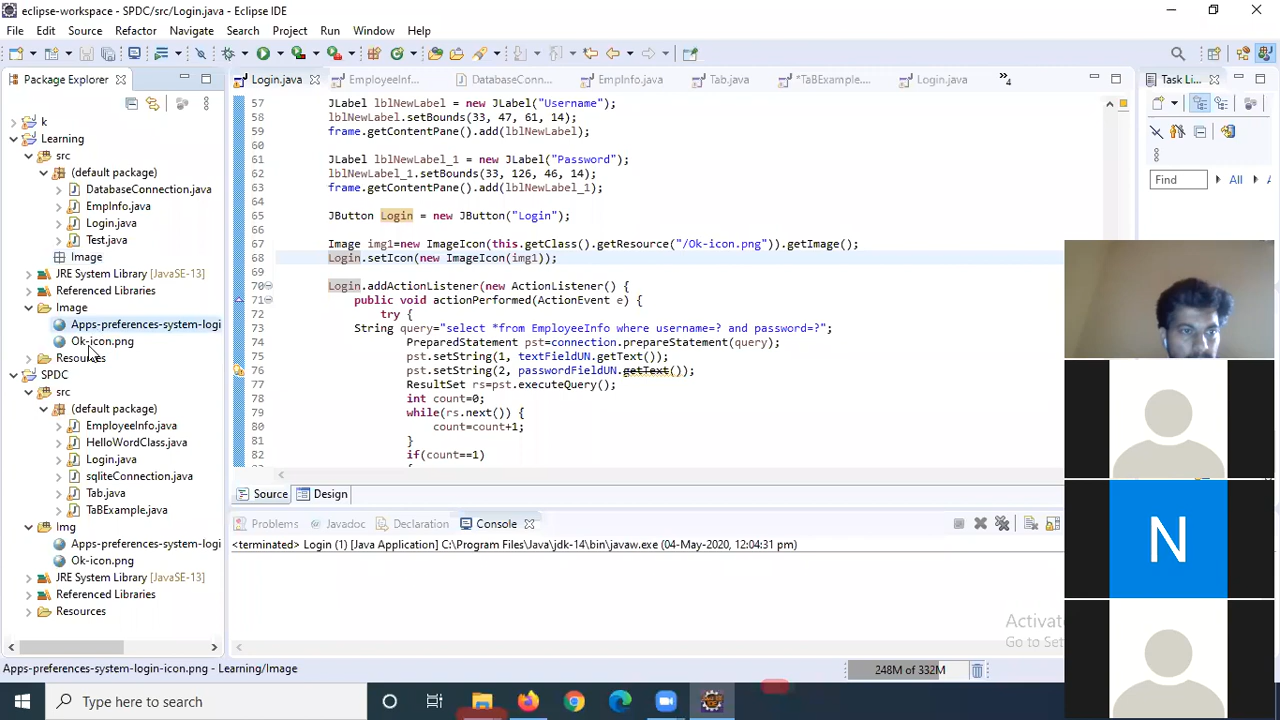 eclipse-workspace - SPDC/src/Login.java - Eclipse IDE
File Edit Source Refactor Navigate Search Project Run Window Help
Package Explorer
Login.java EmployeeInf... DatabaseConn... EmpInfo.java Tab.java *TaBExample.... Login.java 4
Task Li...
k
Learning
src
(default package)
DatabaseConnection.java
EmpInfo.java
Login.java
Test.java
Image
JRE System Library [JavaSE-13]
Referenced Libraries
Image
Apps-preferences-system-logi
Ok-icon.png
Resources
SPDC
src
(default package)
EmployeeInfo.java
HelloWordClass.java
Login.java
sqliteConnection.java
Tab.java
TaBExample.java
Img
Apps-preferences-system-logi
Ok-icon.png
JRE System Library [JavaSE-13]
Referenced Libraries
Resources
57 JLabel lblNewLabel = new JLabel("Username");
58 lblNewLabel.setBounds(33, 47, 61, 14);
59 frame.getContentPane().add(lblNewLabel);
60
61 JLabel lblNewLabel_1 = new JLabel("Password");
62 lblNewLabel_1.setBounds(33, 126, 46, 14);
63 frame.getContentPane().add(lblNewLabel_1);
64
65 JButton Login = new JButton("Login");
66
67 Image img1=new ImageIcon(this.getClass().getResource("/Ok-icon.png")).getImage();
68 Login.setIcon(new ImageIcon(img1));
69
70 Login.addActionListener(new ActionListener() {
71 public void actionPerformed(ActionEvent e) {
72 try {
73 String query="select *from EmployeeInfo where username=? and password=?";
74 PreparedStatement pst=connection.prepareStatement(query);
75 pst.setString(1, textFieldUN.getText());
76 pst.setString(2, passwordFieldUN.getText());
77 ResultSet rs=pst.executeQuery();
78 int count=0;
79 while(rs.next()) {
80 count=count+1;
81 }
82 if(count==1)
Find All A
Source Design
Problems Javadoc Declaration Console
<terminated> Login (1) [Java Application] C:\Program Files\Java\jdk-14\bin\javaw.exe (04-May-2020, 12:04:31 pm)
N
Activate
Go to Set
Apps-preferences-system-login-icon.png - Learning/Image
248M of 332M
Type here to search